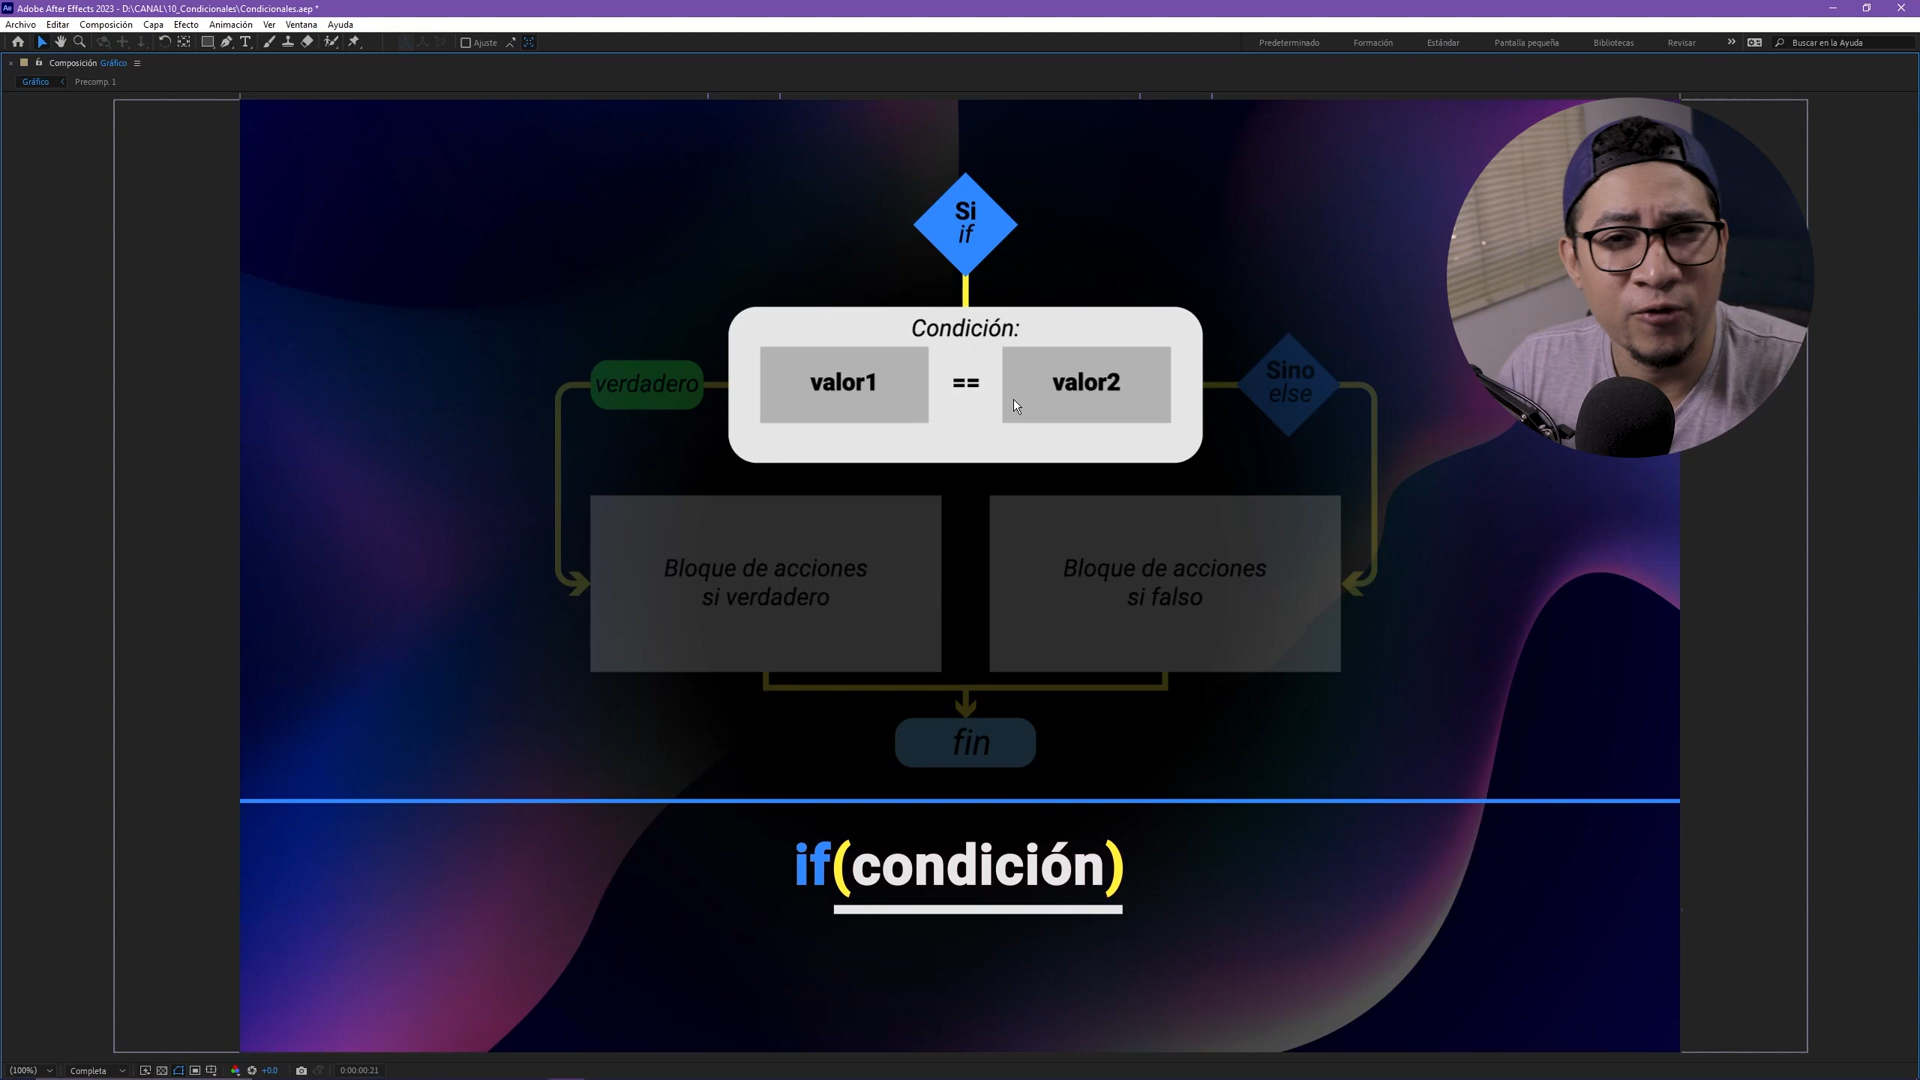 Ae Adobe After Effects 2023 - D:\CANAL\10_Condicionales\Condicionales.aep *
Archivo Editar Composición Capa Efecto Animación Ver Ventana Ayuda
Ajuste Predeterminado Formación Estándar Pantalla pequeña Bibliotecas Revisar Buscar en la Ayuda
Composición Gráfico
Gráfico Precomp. 1
Si
if
Condición:
verdadero valor1 == valor2 Sino
else
Bloque de acciones
si verdadero
Bloque de acciones
si falso
fin
if(condición)
(100%) Completa +0.0 0:00:00:21